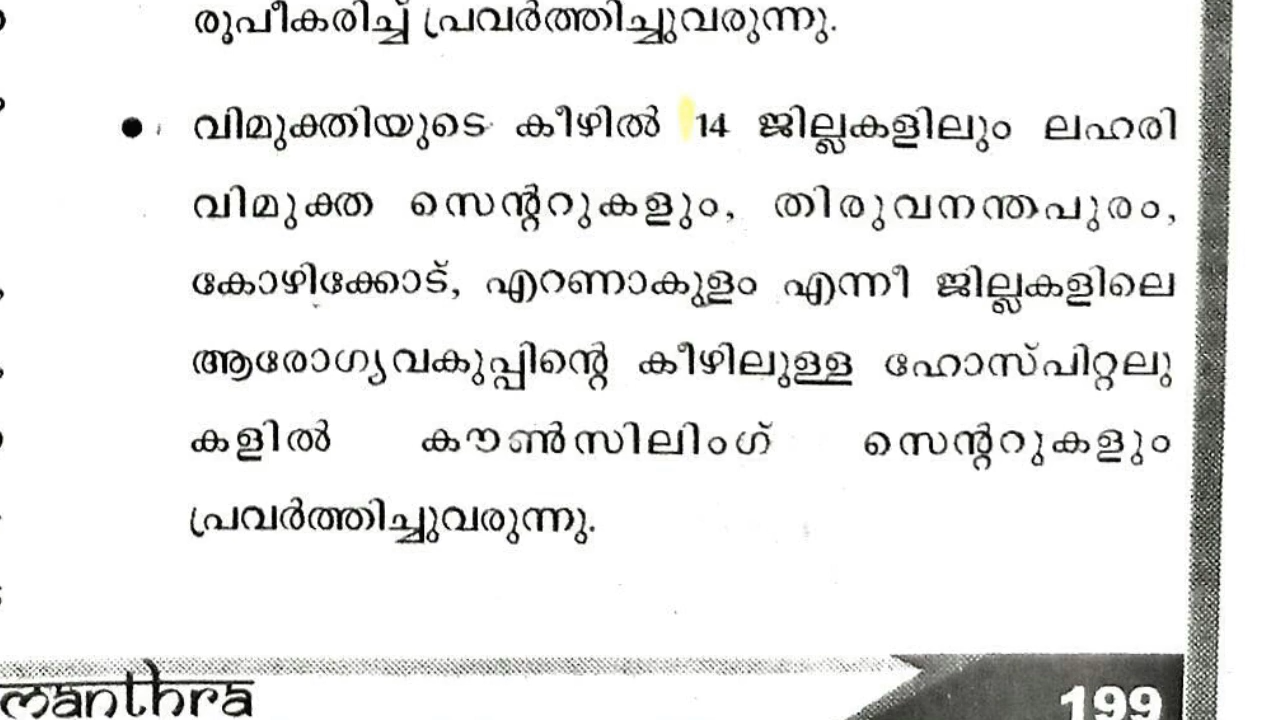 രൂപീകരിച്ച് പ്രവർത്തിച്ചുവരുന്നു.
• വിമുക്തിയുടെ കീഴിൽ 14 ജില്ലകളിലും ലഹരി
വിമുക്ത സെന്ററുകളും, തിരുവനന്തപുരം,
കോഴിക്കോട്, എറണാകുളം എന്നീ ജില്ലകളിലെ
ആരോഗ്യവകുപ്പിന്റെ കീഴിലുള്ള ഹോസ്പിറ്റലു
കളിൽ കൗൺസിലിംഗ് സെന്ററുകളും
പ്രവർത്തിച്ചുവരുന്നു.
manthra
199